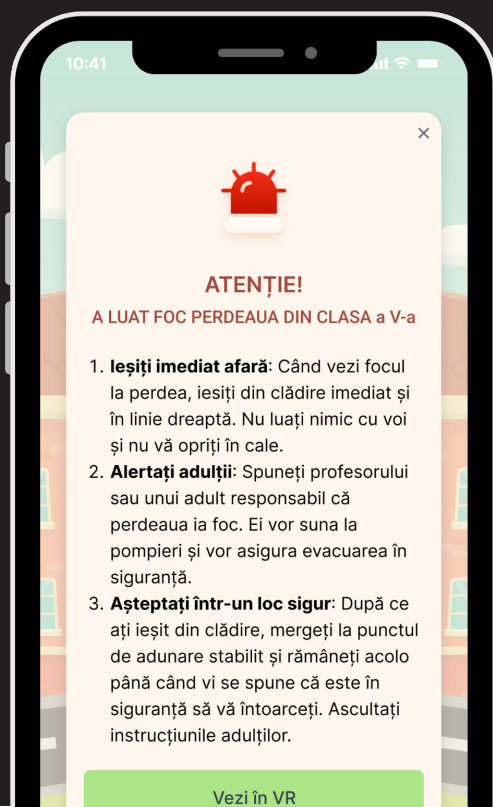 10:41
ATENȚIE!
A LUAT FOC PERDEAUA DIN CLASA a V-a
1. Ieșiți imediat afară: Când vezi focul
la perdea, iesiți din clădire imediat și
în linie dreaptă. Nu luați nimic cu voi
și nu vă opriți în cale.
2. Alertați adulții: Spuneți profesorului
sau unui adult responsabil că
perdeaua ia foc. Ei vor suna la
pompieri și vor asigura evacuarea în
siguranță.
3. Așteptați într-un loc sigur: După ce
ați ieșit din clădire, mergeți la punctul
de adunare stabilit și rămâneți acolo
până când vi se spune că este în
siguranță să vă întoarceți. Ascultați
instrucțiunile adulților.
Vezi în VR